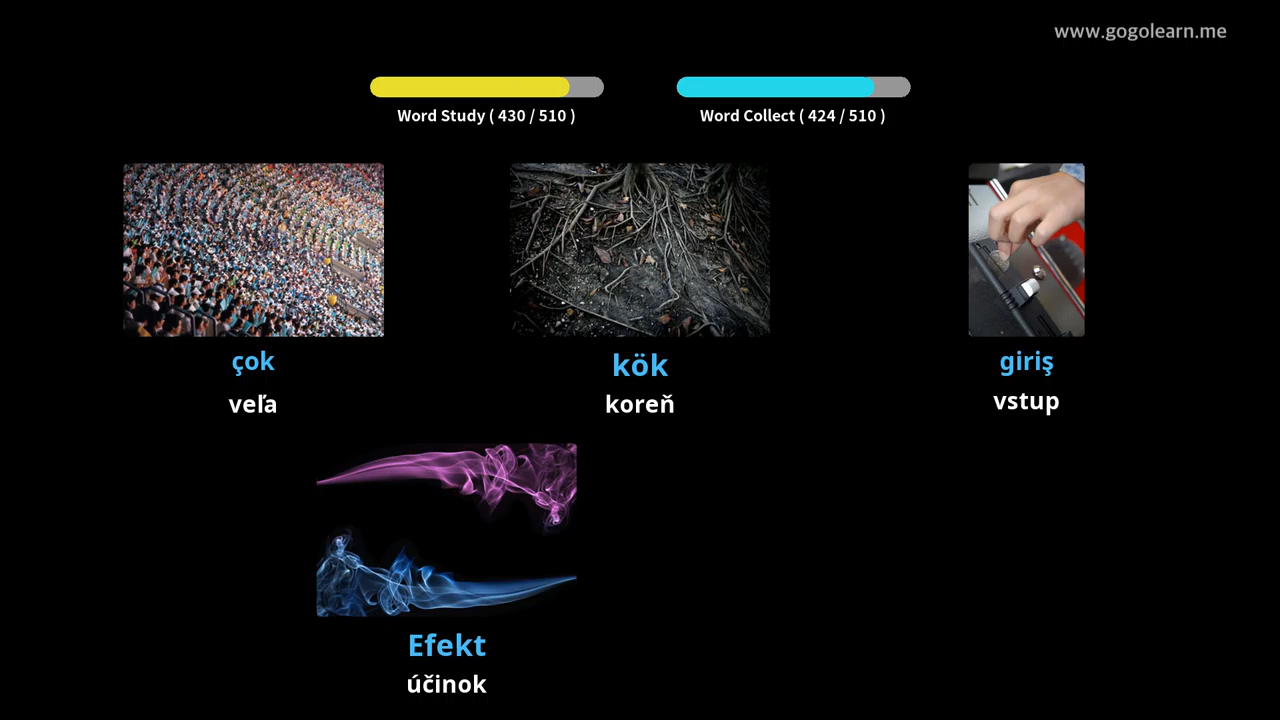 www.gogolearn.me
Word Study ( 430 / 510 )
Word Collect ( 424 / 510 )
çok
kök
giriş
veľa
koreň
vstup
Efekt
účinok